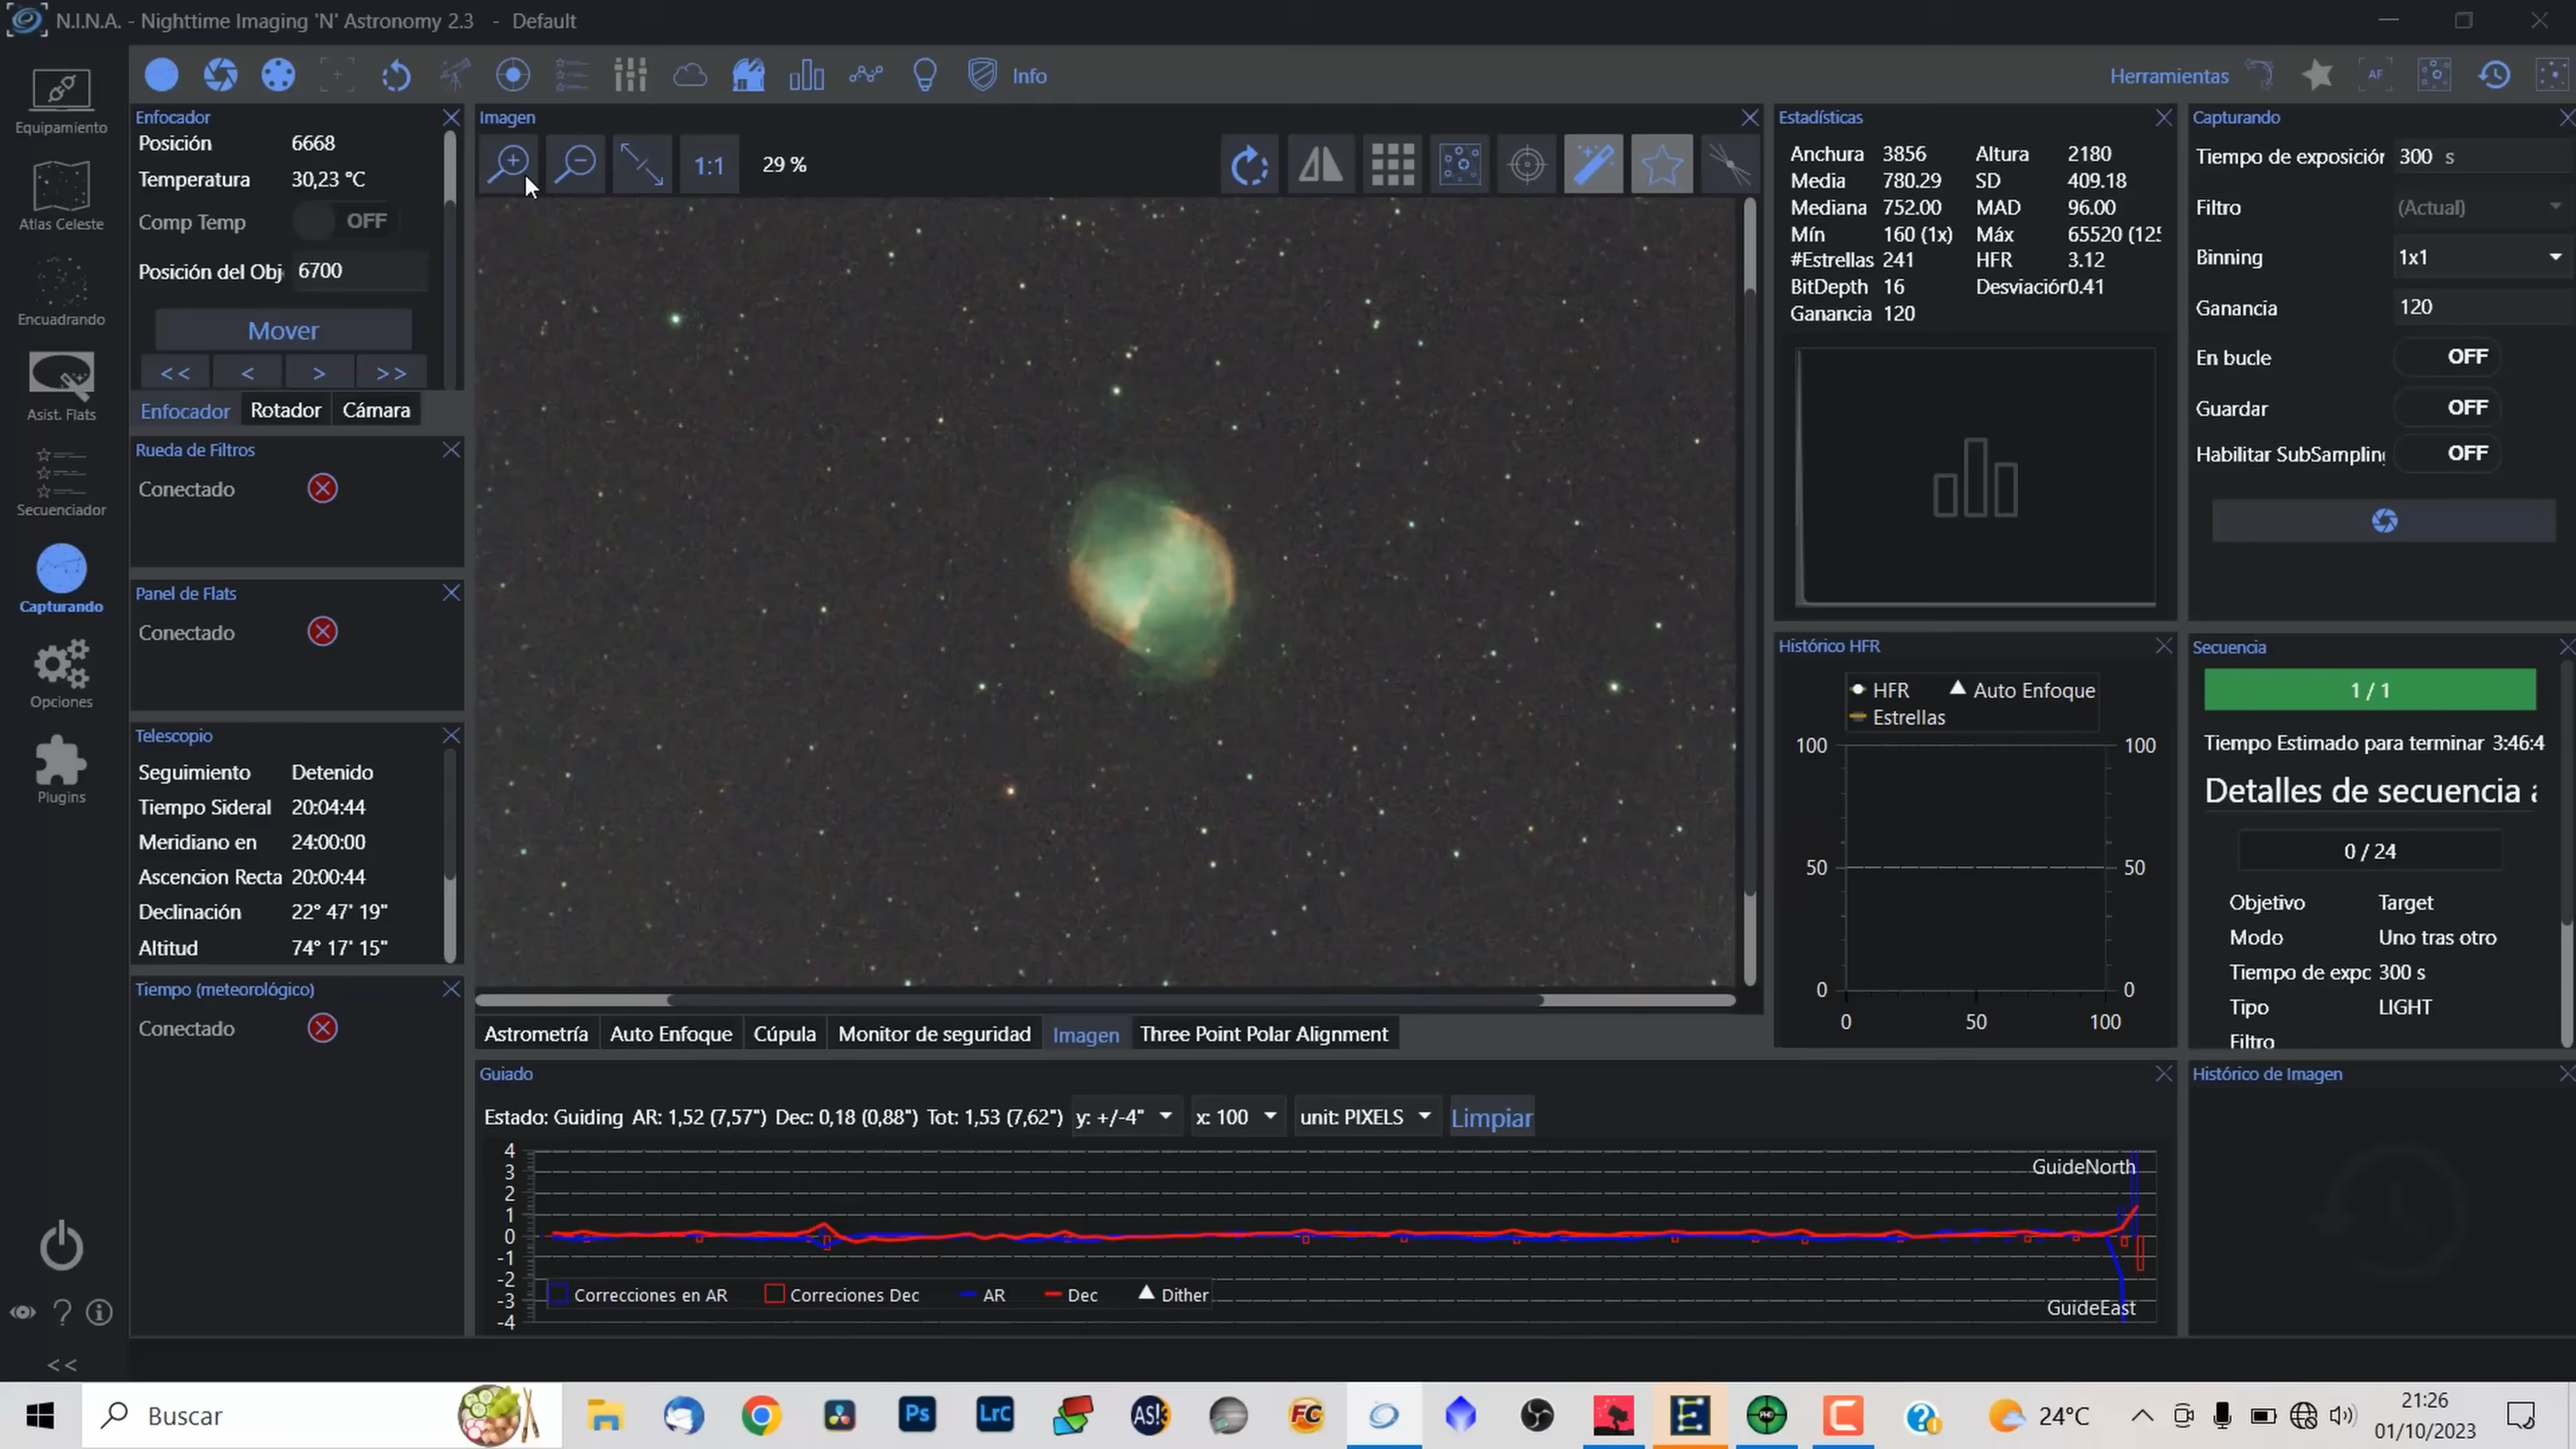 N.I.N.A. - Nighttime Imaging 'N' Astronomy 2.3 - Default
Info
Herramientas
AF
Equipamiento
Atlas Celeste
Encuadrando
Asist. Flats
Secuenciador
Capturando
Opciones
Plugins
<<
Enfocador
Posición 6668
Temperatura 30,23 °C
Comp Temp OFF
Posición del Obj 6700
Mover
<< < > >>
Enfocador Rotador Cámara
Rueda de Filtros
Conectado
Panel de Flats
Conectado
Telescopio
Seguimiento Detenido
Tiempo Sideral 20:04:44
Meridiano en 24:00:00
Ascencion Recta 20:00:44
Declinación 22° 47' 19"
Altitud 74° 17' 15"
Tiempo (meteorológico)
Conectado
Imagen
1:1 29 %
Astrometría Auto Enfoque Cúpula Monitor de seguridad Imagen Three Point Polar Alignment
Estadísticas
Anchura 3856 Altura 2180
Media 780.29 SD 409.18
Mediana 752.00 MAD 96.00
Mín 160 (1x) Máx 65520 (12
#Estrellas 241 HFR 3.12
BitDepth 16 Desviación 0.41
Ganancia 120
Histórico HFR
HFR Auto Enfoque
Estrellas
100 100
50 50
0 0
0 50 100
Capturando
Tiempo de exposición 300 s
Filtro (Actual)
Binning 1x1
Ganancia 120
En bucle OFF
Guardar OFF
Habilitar SubSampling OFF
Secuencia
1 / 1
Tiempo Estimado para terminar 3:46:4
Detalles de secuencia a
0 / 24
Objetivo Target
Modo Uno tras otro
Tiempo de expc 300 s
Tipo LIGHT
Filtro
Guiado
Estado: Guiding AR: 1,52 (7,57") Dec: 0,18 (0,88") Tot: 1,53 (7,62") y: +/-4" x: 100 unit: PIXELS Limpiar
4
3
2
1
0
-1
-2
-3
-4
GuideNorth
GuideEast
Correcciones en AR Correciones Dec AR Dec Dither
Histórico de Imagen
Buscar
Ps
LrC
AS!3
FC
PHD
24°C
21:26
01/10/2023